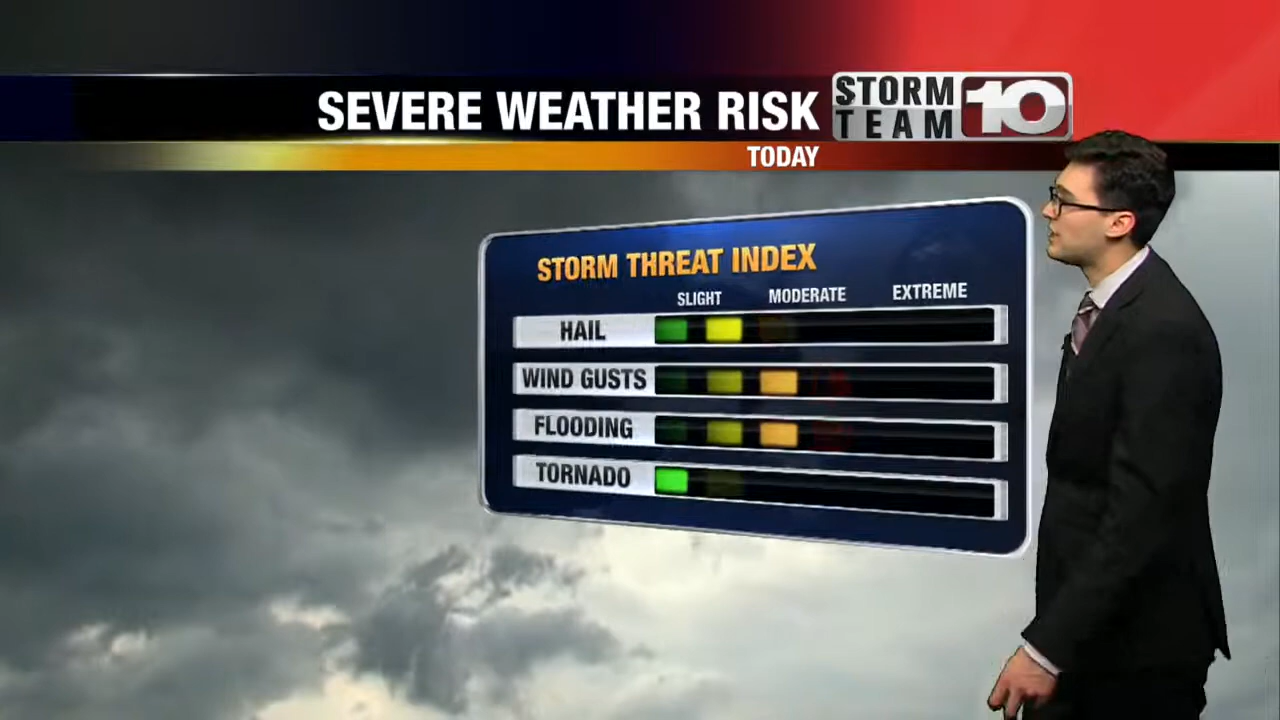 SEVERE WEATHER RISK
STORM TEAM 10
TODAY
STORM THREAT INDEX
SLIGHT MODERATE EXTREME
HAIL
WIND GUSTS
FLOODING
TORNADO